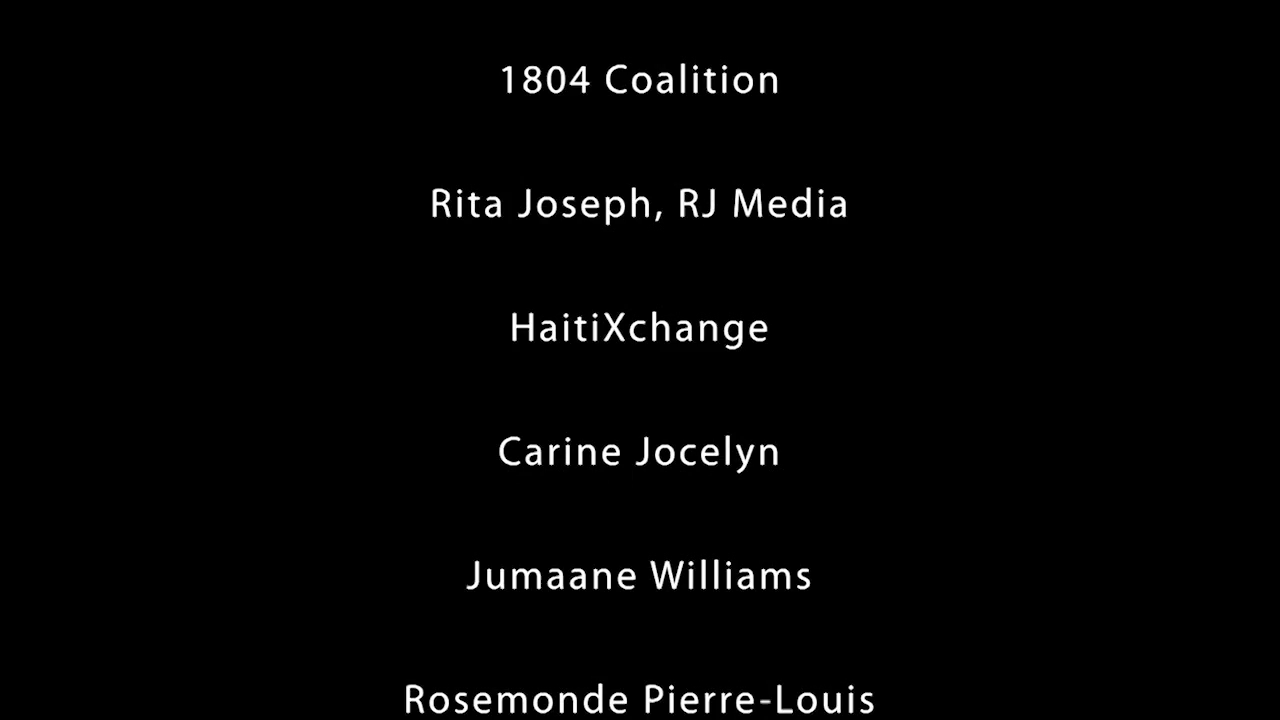 1804 Coalition
Rita Joseph, RJ Media
HaitiXchange
Carine Jocelyn
Jumaane Williams
Rosemonde Pierre-Louis